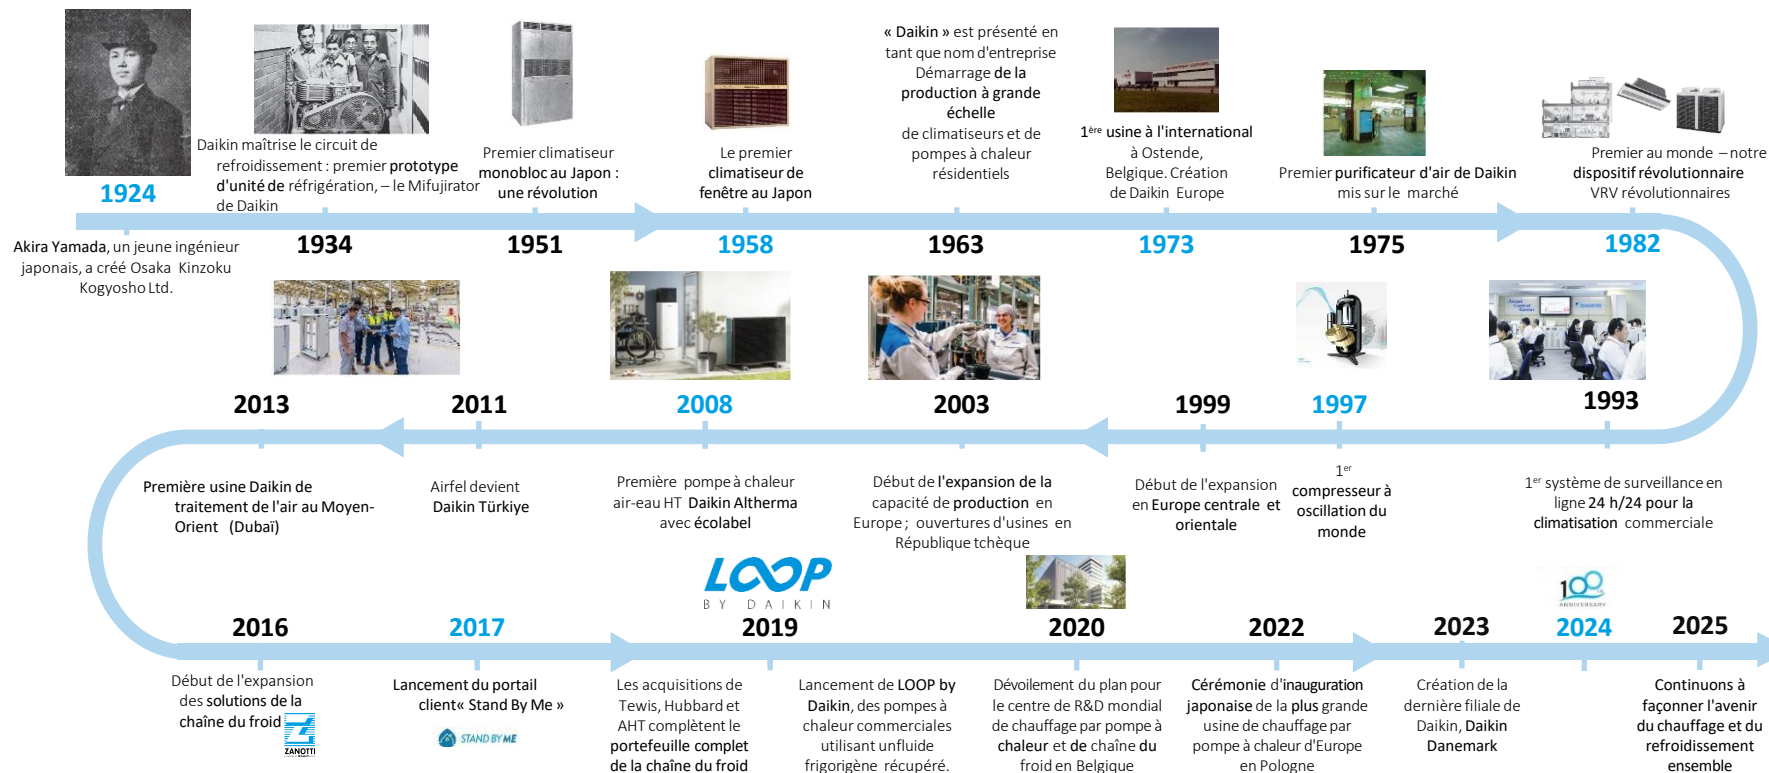 1924
Akira Yamada, un jeune ingénieur
japonais, a créé Osaka Kinzoku
Kogyosho Ltd.
Daikin maîtrise le circuit de
refroidissement : premier prototype
d'unité de réfrigération, – le Mifujirator
de Daikin
1934
Premier climatiseur
monobloc au Japon :
une révolution
1951
Le premier
climatiseur de
fenêtre au Japon
1958
« Daikin » est présenté en
tant que nom d'entreprise
Démarrage de la
production à grande
échelle
de climatiseurs et de
pompes à chaleur
résidentiels
1963
1ère usine à l'international
à Ostende,
Belgique. Création
de Daikin Europe
1973
Premier purificateur d'air de Daikin
mis sur le marché
1975
Premier au monde – notre
dispositif révolutionnaire
VRV révolutionnaires
1982
1993
1er système de surveillance en
ligne 24 h/24 pour la
climatisation commerciale
1997
1er
compresseur à
oscillation du
monde
1999
Début de l'expansion
en Europe centrale et
orientale
2003
Début de l'expansion de la
capacité de production en
Europe ; ouvertures d'usines en
République tchèque
2008
Première pompe à chaleur
air-eau HT Daikin Altherma
avec écolabel
2011
Airfel devient
Daikin Türkiye
2013
Première usine Daikin de
traitement de l'air au Moyen-
Orient (Dubaï)
2016
Début de l'expansion
des solutions de la
chaîne du froid
ZANOTTI
2017
Lancement du portail
client« Stand By Me »
STAND BY ME
LOOP
BY DAIKIN
2019
Les acquisitions de
Tewis, Hubbard et
AHT complètent le
portefeuille complet
de la chaîne du froid
Lancement de LOOP by
Daikin, des pompes à
chaleur commerciales
utilisant unfluide
frigorigène récupéré.
2020
Dévoilement du plan pour
le centre de R&D mondial
de chauffage par pompe à
chaleur et de chaîne du
froid en Belgique
2022
Cérémonie d'inauguration
japonaise de la plus grande
usine de chauffage par
pompe à chaleur d'Europe
en Pologne
2023
Création de la
dernière filiale de
Daikin, Daikin
Danemark
100
ANNIVERSARY
2024
2025
Continuons à
façonner l'avenir
du chauffage et du
refroidissement
ensemble